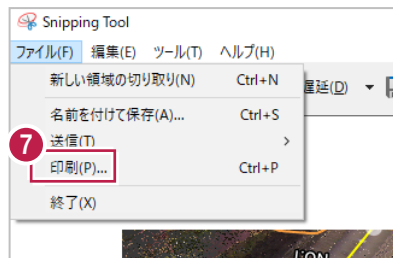 Snipping Tool
ファイル(F) 編集(E) ツール(T) ヘルプ(H)
新しい領域の切り取り(N) Ctrl+N
遅延(D)
名前を付けて保存(A)... Ctrl+S
送信(T)
7
印刷(P)... Ctrl+P
終了(X)
LiON